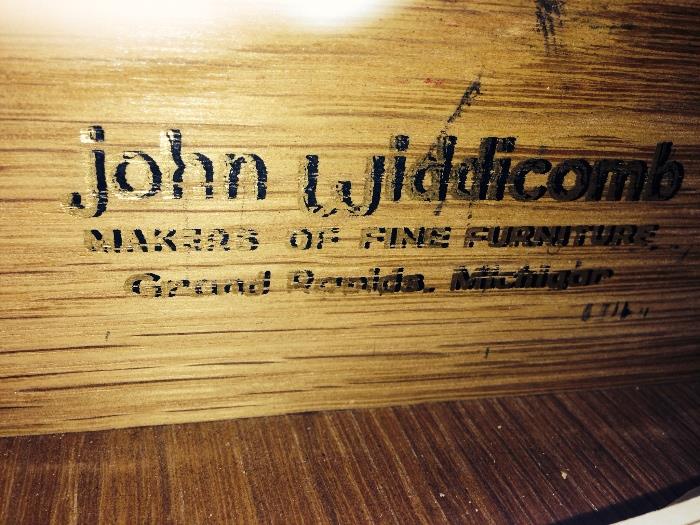 john widdicomb
MAKERS OF FINE FURNITURE
Grand Rapids, Michigan